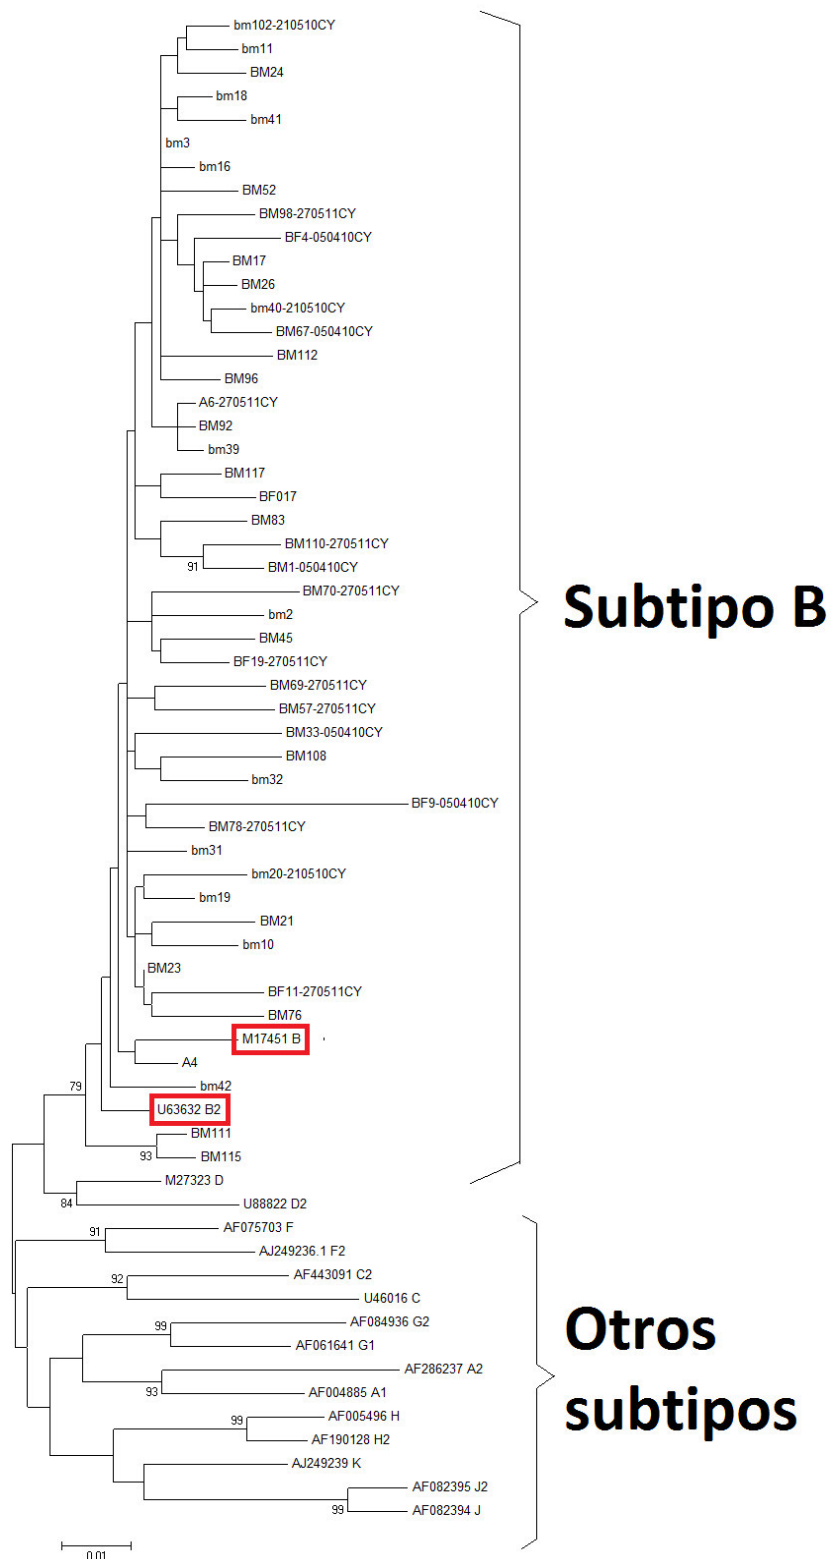 bm102-210510CY
bm11
BM24
bm18
bm41
bm3
bm16
BM52
BM98-270511CY
BF4-050410CY
BM17
BM26
bm40-210510CY
BM67-050410CY
BM112
BM96
A6-270511CY
BM92
bm39
BM117
BF017
BM83
BM110-270511CY
91
BM1-050410CY
BM70-270511CY
Subtipo B
bm2
BM45
BF19-270511CY
BM69-270511CY
BM57-270511CY
BM33-050410CY
BM108
bm32
BF9-050410CY
BM78-270511CY
bm31
bm20-210510CY
bm19
BM21
bm10
BM23
BF11-270511CY
BM76
M17451 B
A4
79
bm42
U63632 B2
BM111
93
BM115
M27323 D
84
U88822 D2
91
AF075703 F
AJ249236.1 F2
92
AF443091 C2
U46016 C
99
AF084936 G2
AF061641 G1
Otros
subtipos
AF286237 A2
93
AF004885 A1
99
AF005496 H
AF190128 H2
AJ249239 K
AF082395 J2
99
AF082394 J
0.01